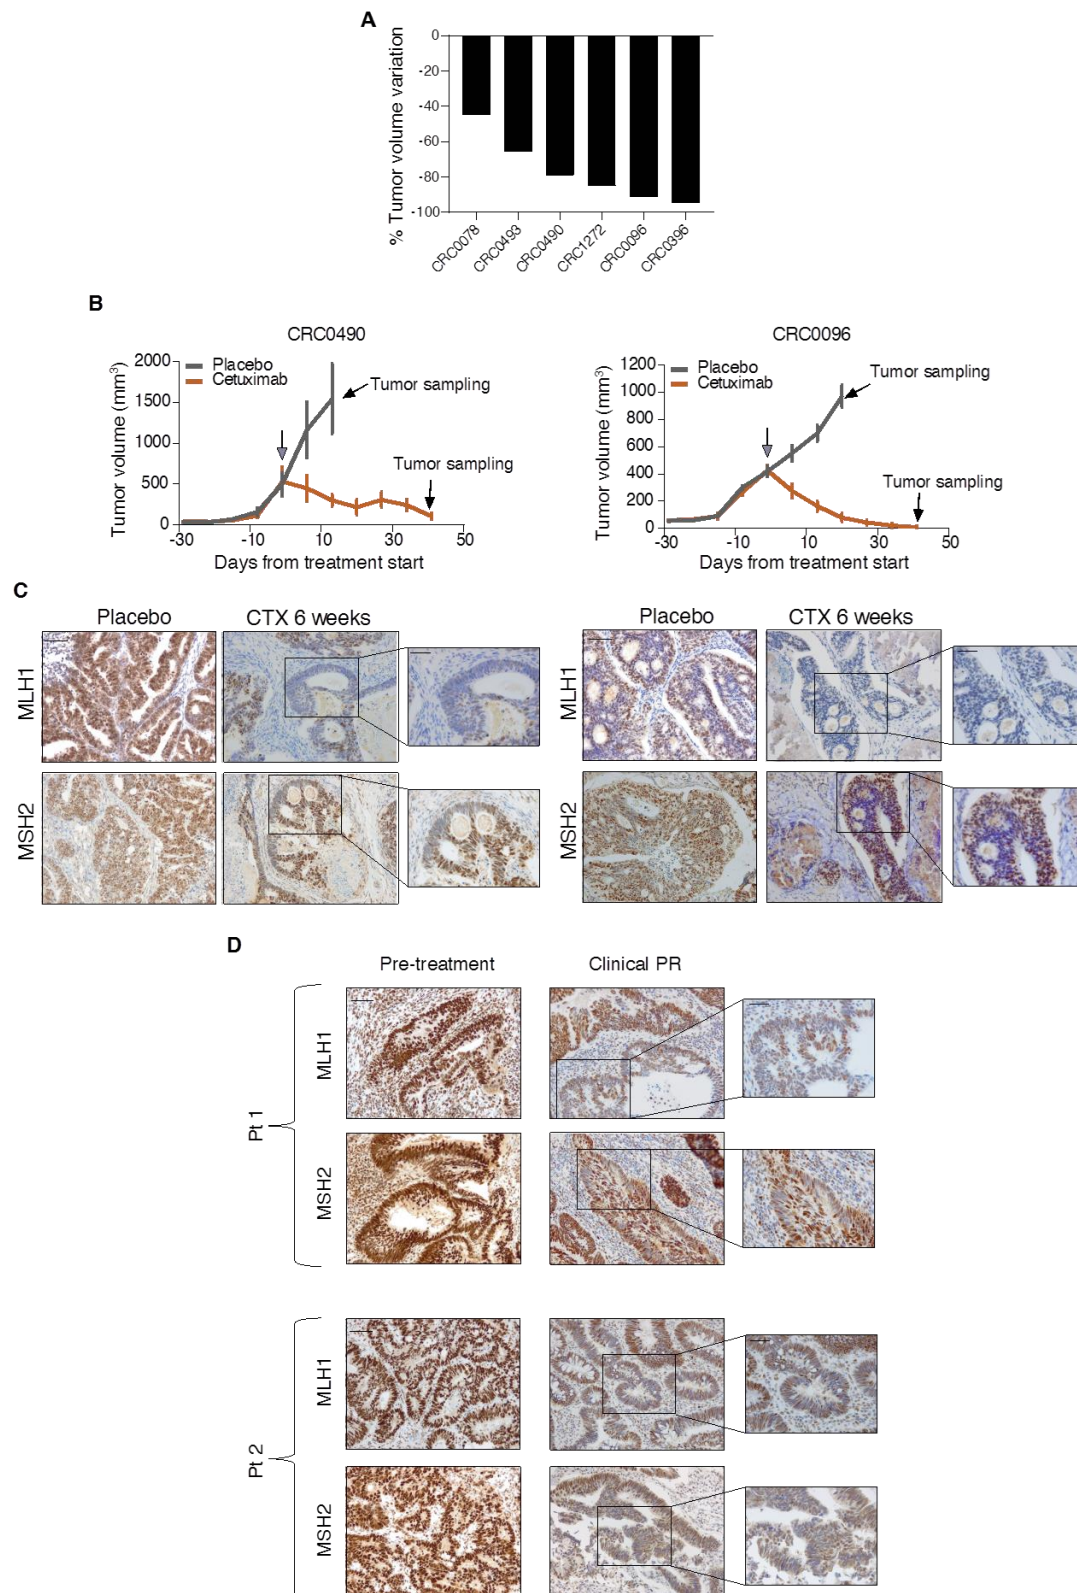 A
% Tumor volume variation
0
-20
-40
-60
-80
-100
CRC0078
CRC0493
CRC0490
CRC1272
CRC0096
CRC0396
B
CRC0490
Tumor volume (mm3)
2000
1500
1000
500
0
Placebo
Cetuximab
Tumor sampling
Tumor sampling
-30
-10
10
30
50
Days from treatment start
CRC0096
Tumor volume (mm3)
1200
1000
800
600
400
200
0
Placebo
Cetuximab
Tumor sampling
Tumor sampling
-30
-10
10
30
50
Days from treatment start
C
Placebo
CTX 6 weeks
MLH1
MSH2
Placebo
CTX 6 weeks
MLH1
MSH2
D
Pre-treatment
Clinical PR
Pt 1
MLH1
MSH2
Pt 2
MLH1
MSH2